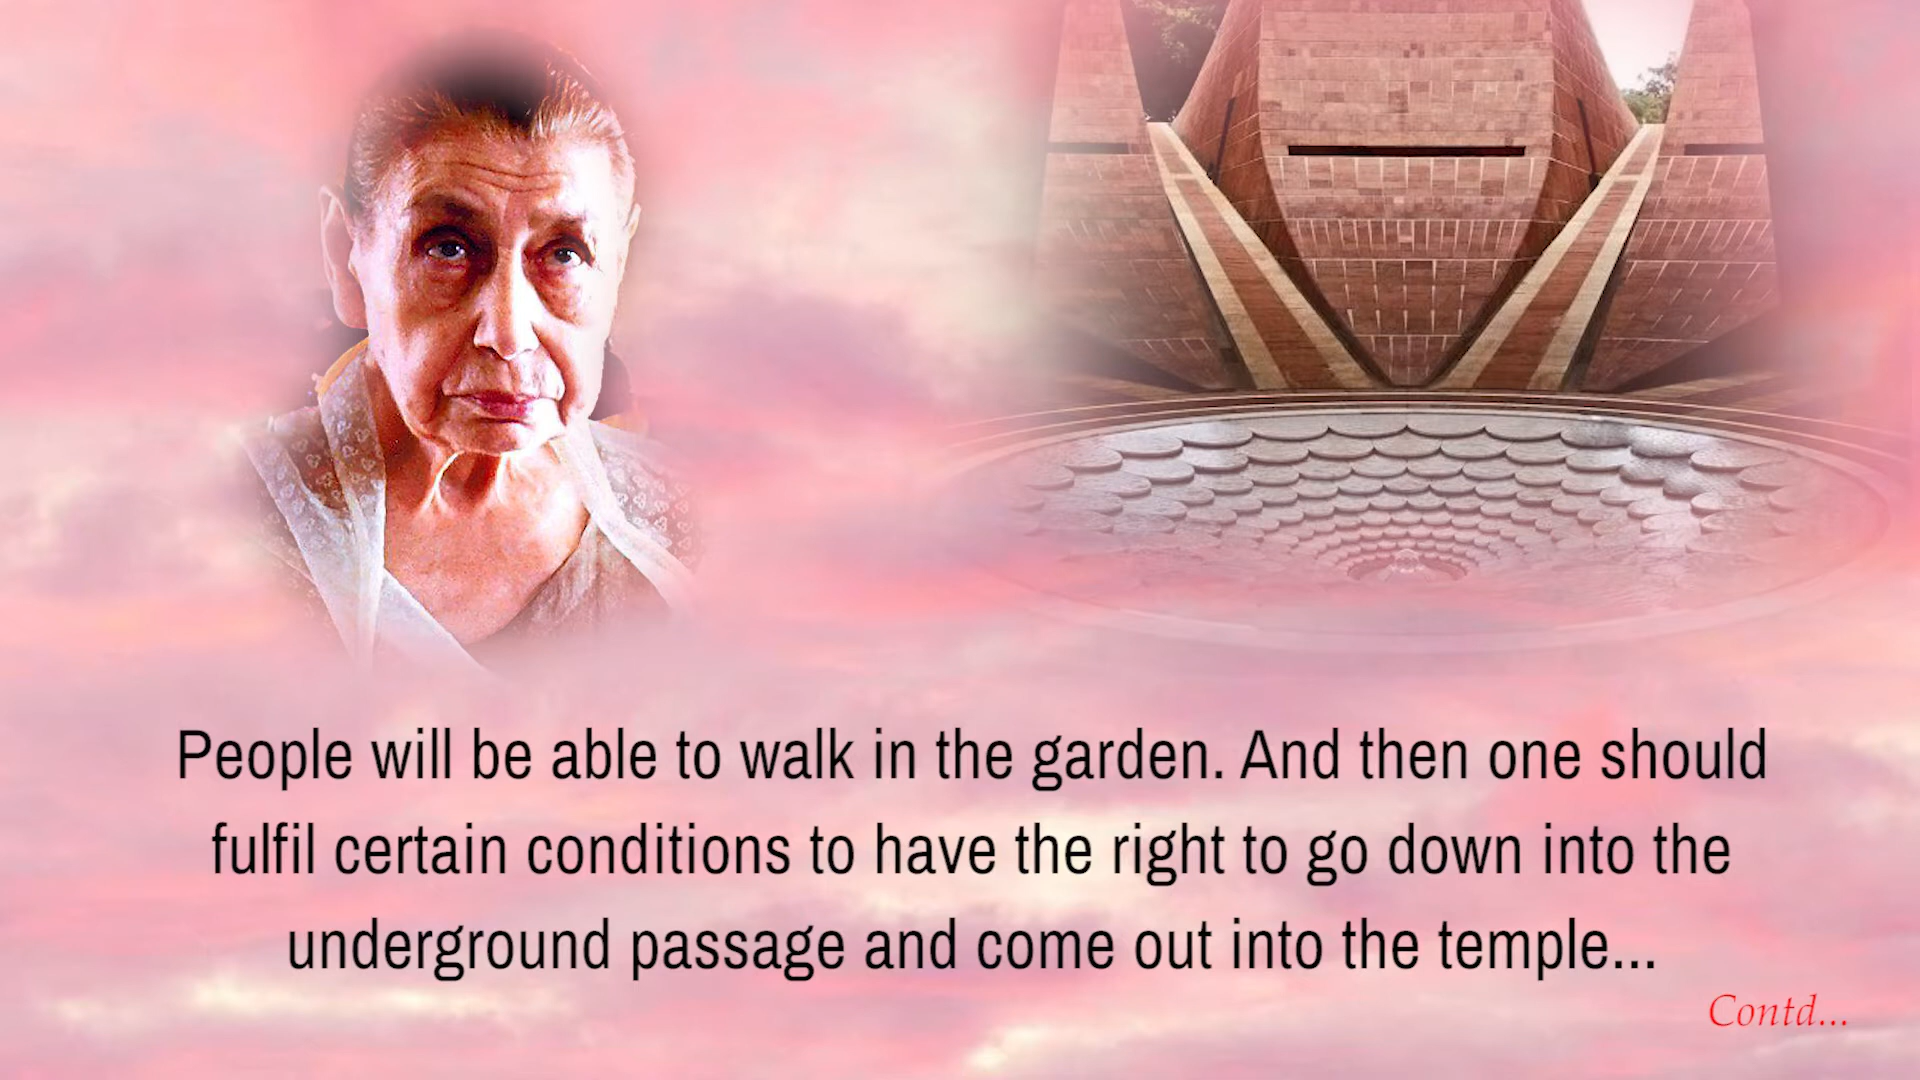 People will be able to walk in the garden. And then one should
fulfil certain conditions to have the right to go down into the
underground passage and come out into the temple...
Contd...